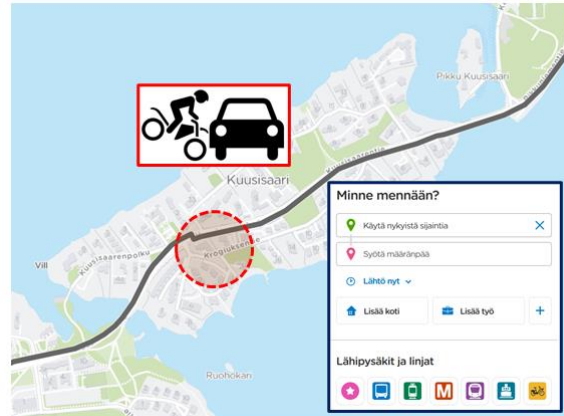 Pikku Kuusisaari
Kuusisaarentie
Kuusisaari
Krogiuksentie
Kuusisaarenpolku
Vill
Ruohokari
Minne mennään?
Käytä nykyistä sijaintia
Syötä määränpää
Lähtö nyt
Lisää koti
Lisää työ
Lähipysäkit ja linjat
M